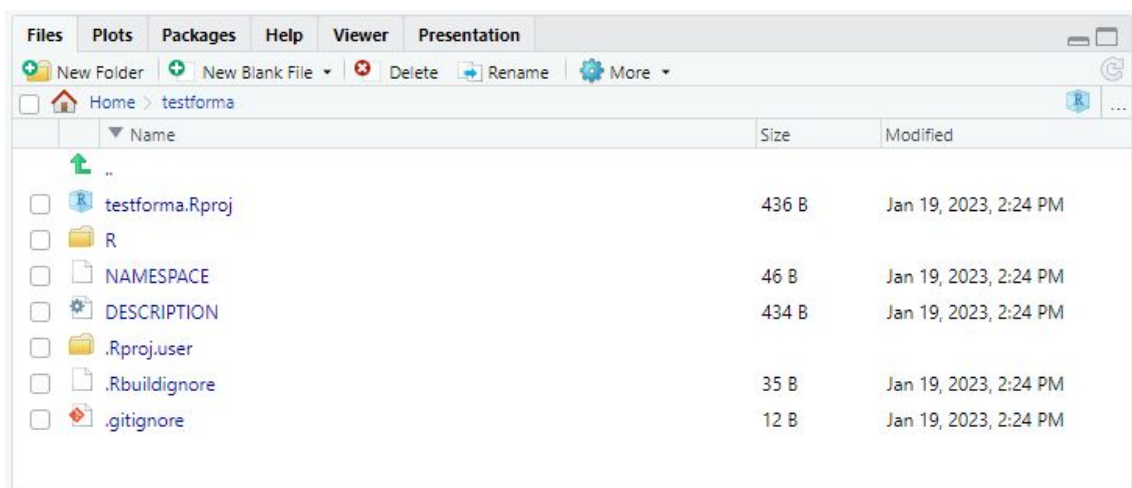 Files Plots Packages Help Viewer Presentation
New Folder New Blank File Delete Rename More
Home testforma R ...
Name Size Modified
..
testforma.Rproj 436 B Jan 19, 2023, 2:24 PM
R
NAMESPACE 46 B Jan 19, 2023, 2:24 PM
DESCRIPTION 434 B Jan 19, 2023, 2:24 PM
.Rproj.user
.Rbuildignore 35 B Jan 19, 2023, 2:24 PM
.gitignore 12 B Jan 19, 2023, 2:24 PM